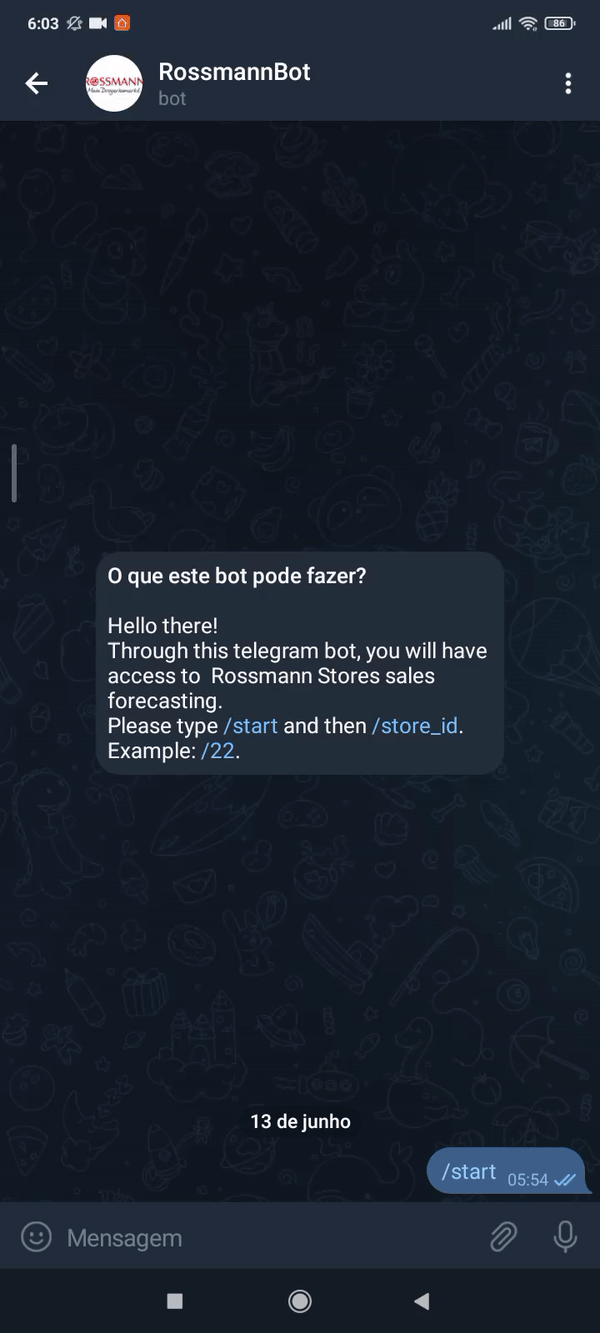 6:03
86
ROSSMANN
Mein Drogeriemarkt
RossmannBot
bot
O que este bot pode fazer?
Hello there!
Through this telegram bot, you will have
access to  Rossmann Stores sales
forecasting.
Please type /start and then /store_id.
Example: /22.
13 de junho
/start 05:54
Mensagem